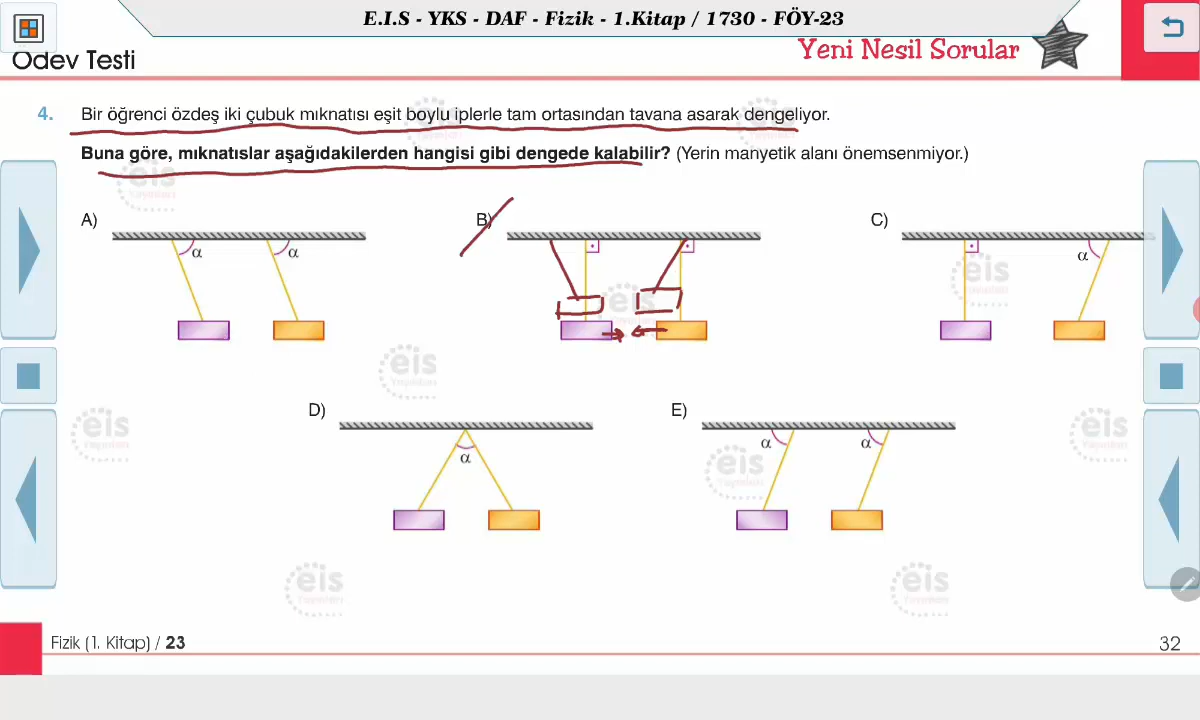 E.I.S - YKS - DAF - Fizik - 1.Kitap / 1730 - FÖY-23
Ödev Testi
Yeni Nesil Sorular
4. Bir öğrenci özdeş iki çubuk mıknatısı eşit boylu iplerle tam ortasından tavana asarak dengeliyor.
Buna göre, mıknatıslar aşağıdakilerden hangisi gibi dengede kalabilir? (Yerin manyetik alanı önemsenmiyor.)
A) B) C)
α α α
D) E)
α α α
eis
Yayınları
Fizik (1. Kitap) / 23
32